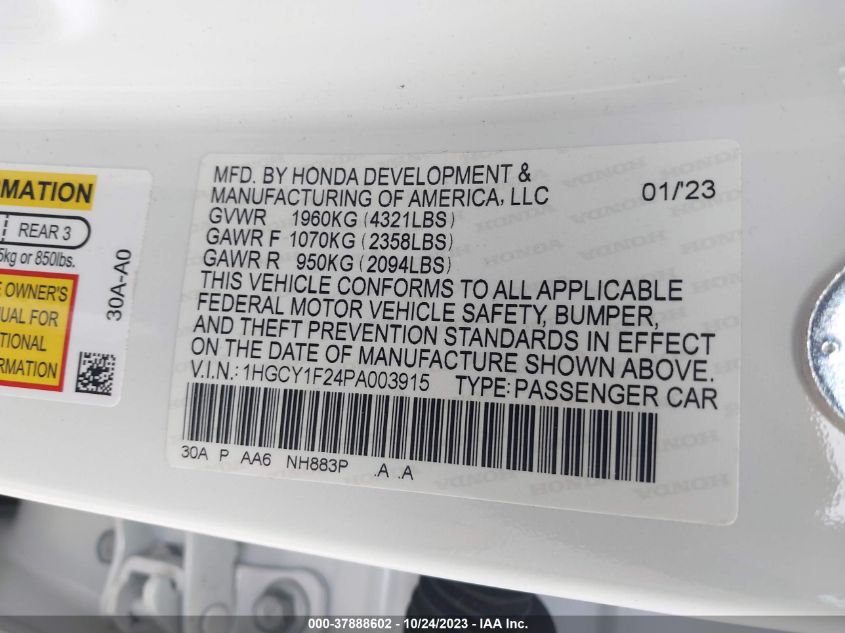 RMATION
REAR 3
5kg or 850lbs.
E OWNER'S
NUAL FOR
TIONAL
ORMATION
30A-A0
MFD. BY HONDA DEVELOPMENT &
MANUFACTURING OF AMERICA, LLC 01/'23
GVWR 1960KG (4321LBS)
GAWR F 1070KG (2358LBS)
GAWR R 950KG (2094LBS)
THIS VEHICLE CONFORMS TO ALL APPLICABLE
FEDERAL MOTOR VEHICLE SAFETY, BUMPER,
AND THEFT PREVENTION STANDARDS IN EFFECT
ON THE DATE OF MANUFACTURE SHOWN ABOVE.
V.I.N.: 1HGCY1F24PA003915 TYPE: PASSENGER CAR
30A P AA6 NH883P .A .A
000-37888602 - 10/24/2023 - IAA Inc.